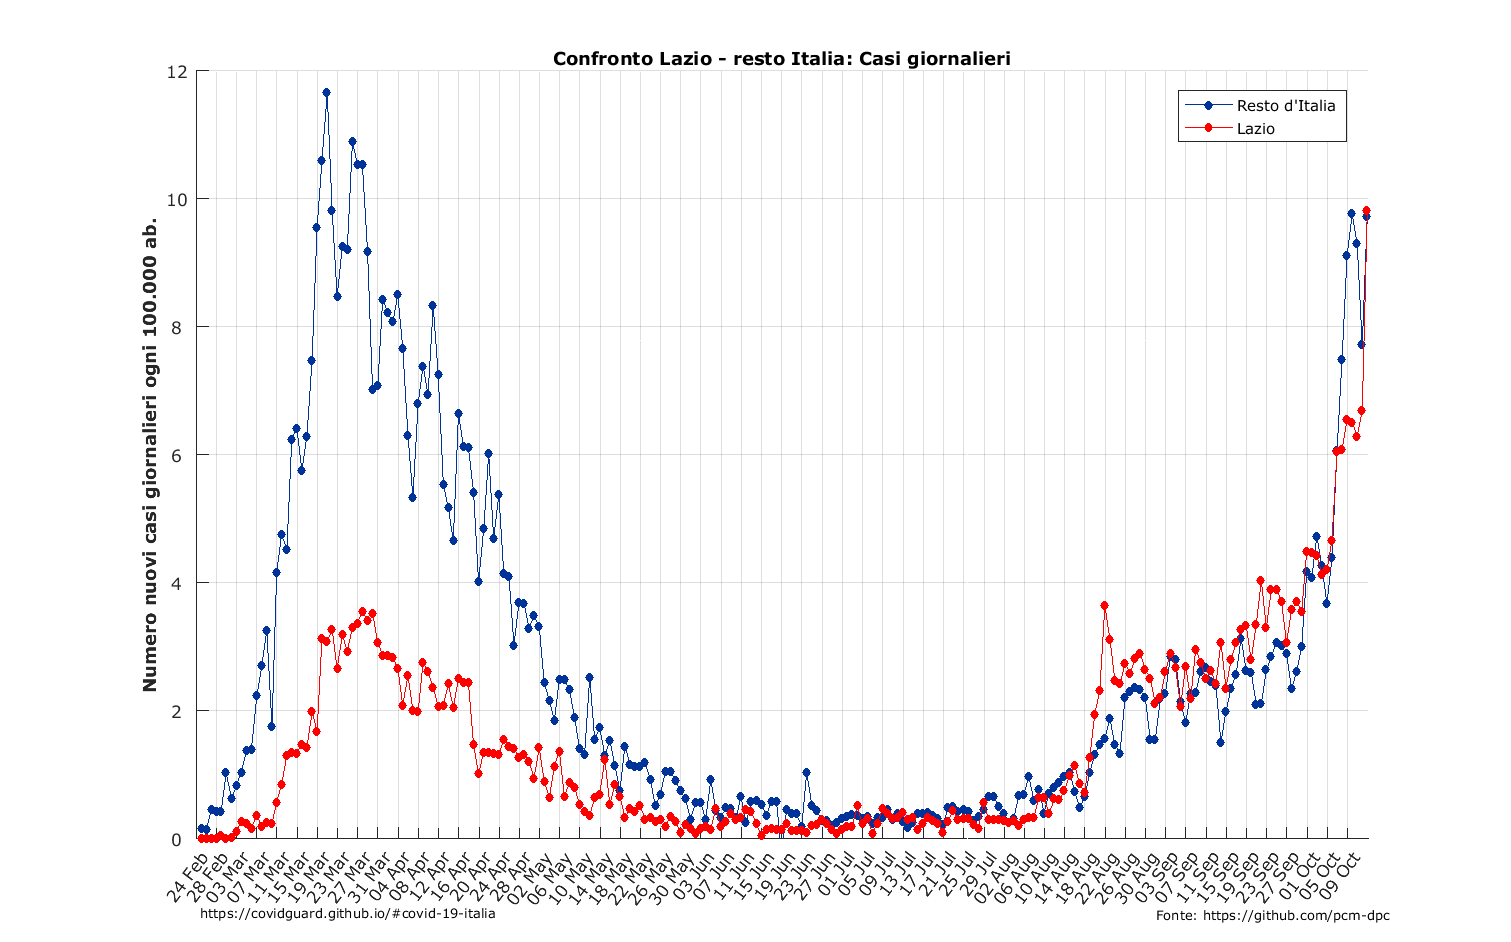 Confronto Lazio - resto Italia: Casi giornalieri
Numero nuovi casi giornalieri ogni 100.000 ab.
12
10
8
6
4
2
0
Resto d'Italia
Lazio
24 Feb
28 Feb
03 Mar
07 Mar
11 Mar
15 Mar
19 Mar
23 Mar
27 Mar
31 Mar
04 Apr
08 Apr
12 Apr
16 Apr
20 Apr
24 Apr
28 Apr
02 May
06 May
10 May
14 May
18 May
22 May
26 May
30 May
03 Jun
07 Jun
11 Jun
15 Jun
19 Jun
23 Jun
27 Jun
01 Jul
05 Jul
09 Jul
13 Jul
17 Jul
21 Jul
25 Jul
29 Jul
02 Aug
06 Aug
10 Aug
14 Aug
18 Aug
22 Aug
26 Aug
30 Aug
03 Sep
07 Sep
11 Sep
15 Sep
19 Sep
23 Sep
27 Sep
01 Oct
05 Oct
09 Oct
https://covidguard.github.io/#covid-19-italia
Fonte: https://github.com/pcm-dpc